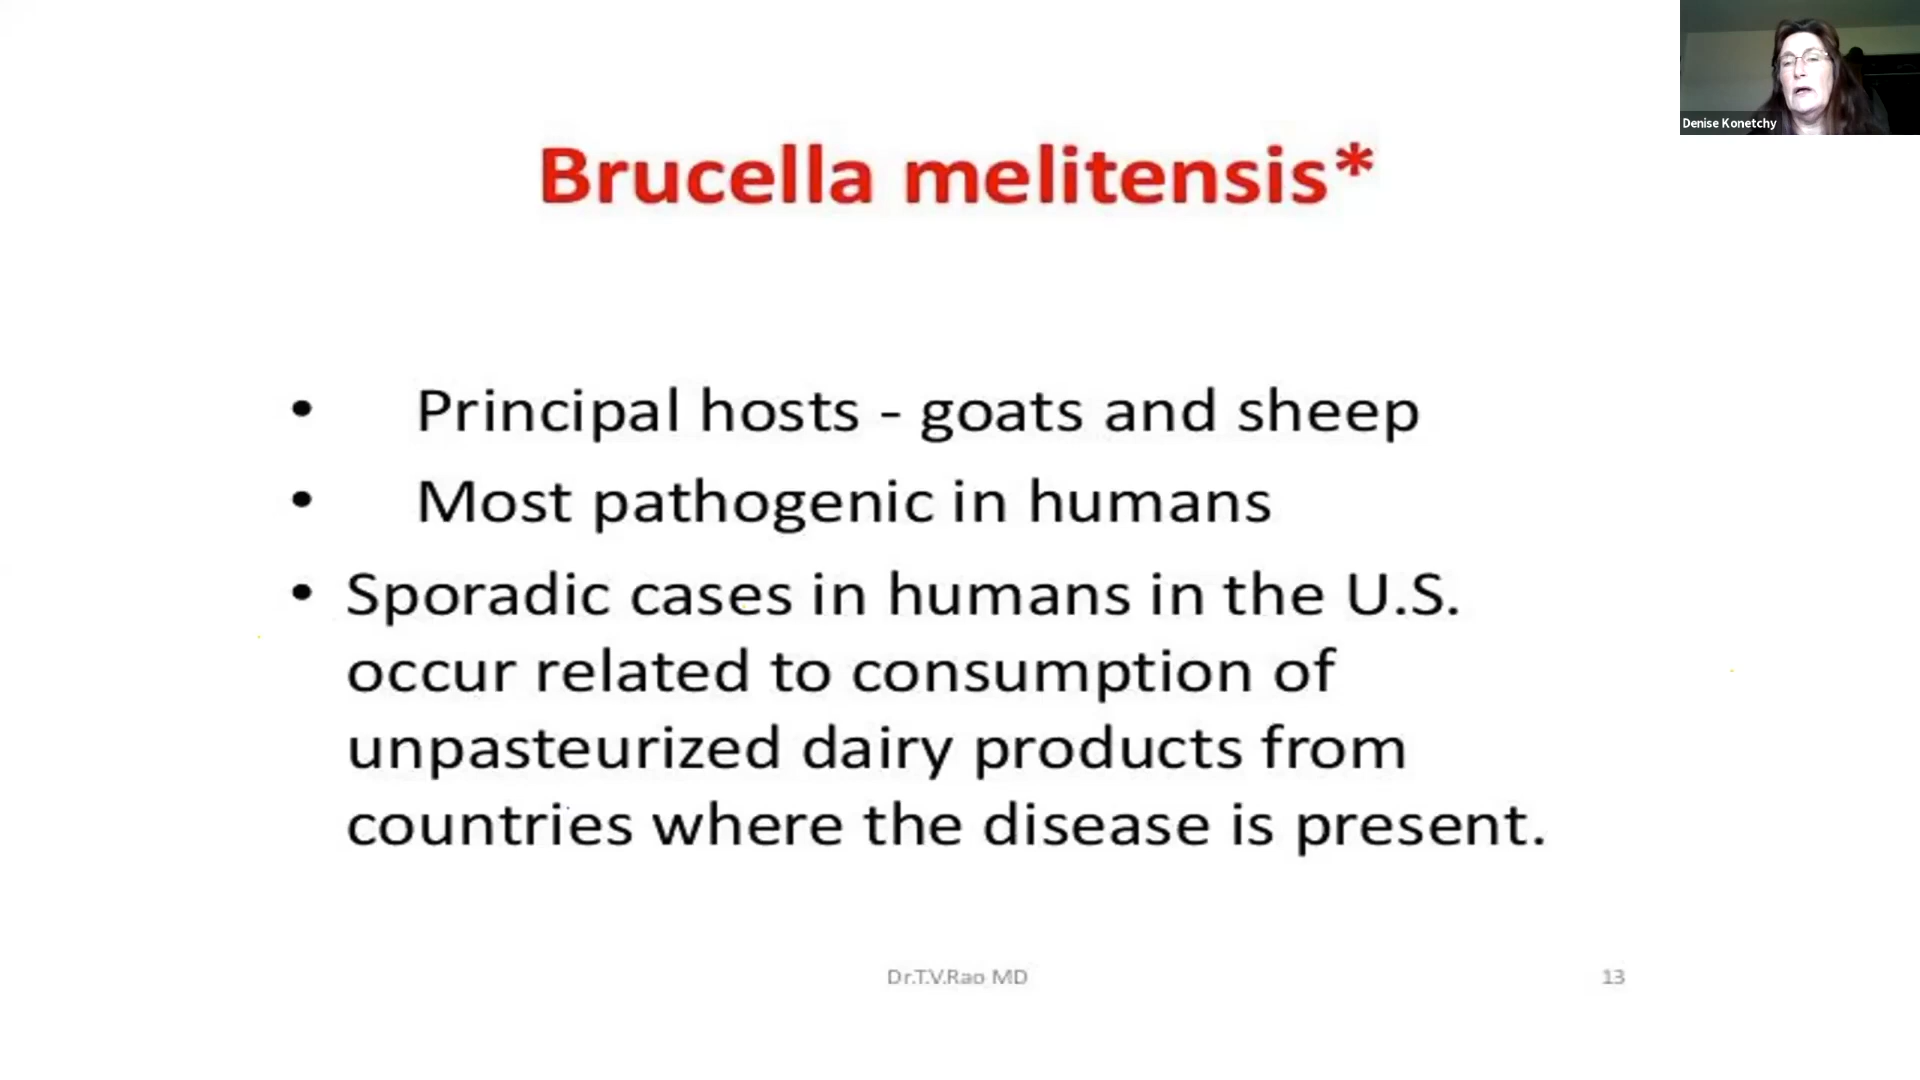 Denise Konetchy
Brucella melitensis*
• Principal hosts - goats and sheep
• Most pathogenic in humans
• Sporadic cases in humans in the U.S.
occur related to consumption of
unpasteurized dairy products from
countries where the disease is present.
Dr.T.V.Rao MD
13